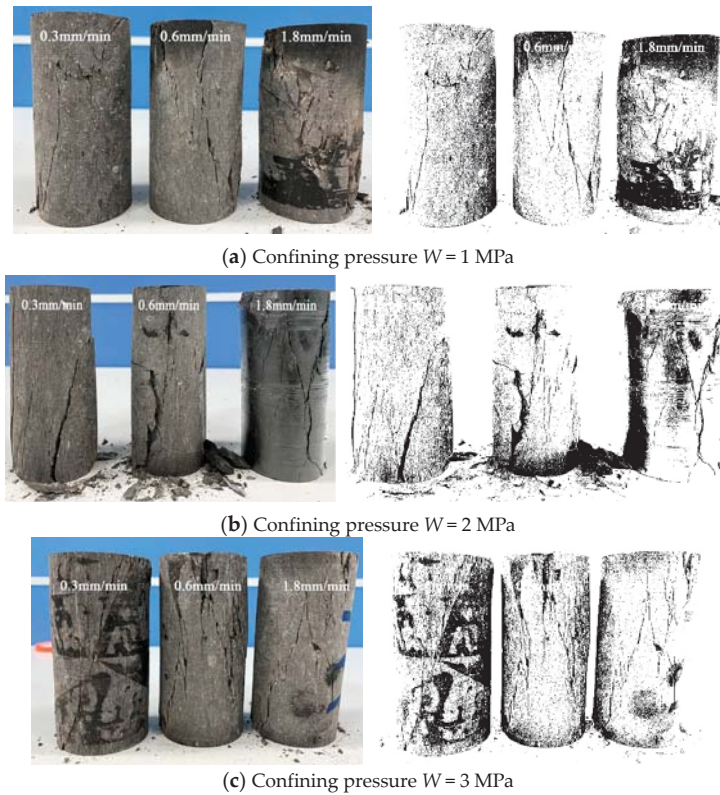 0.3mm/min 0.6mm/min 1.8mm/min 0.6mm/ 1.8mm/min
(a) Confining pressure W = 1 MPa
0.3mm/min 0.6mm/min 1.8mm/min
(b) Confining pressure W = 2 MPa
0.3mm/min 0.6mm/min 1.8mm/min
(c) Confining pressure W = 3 MPa